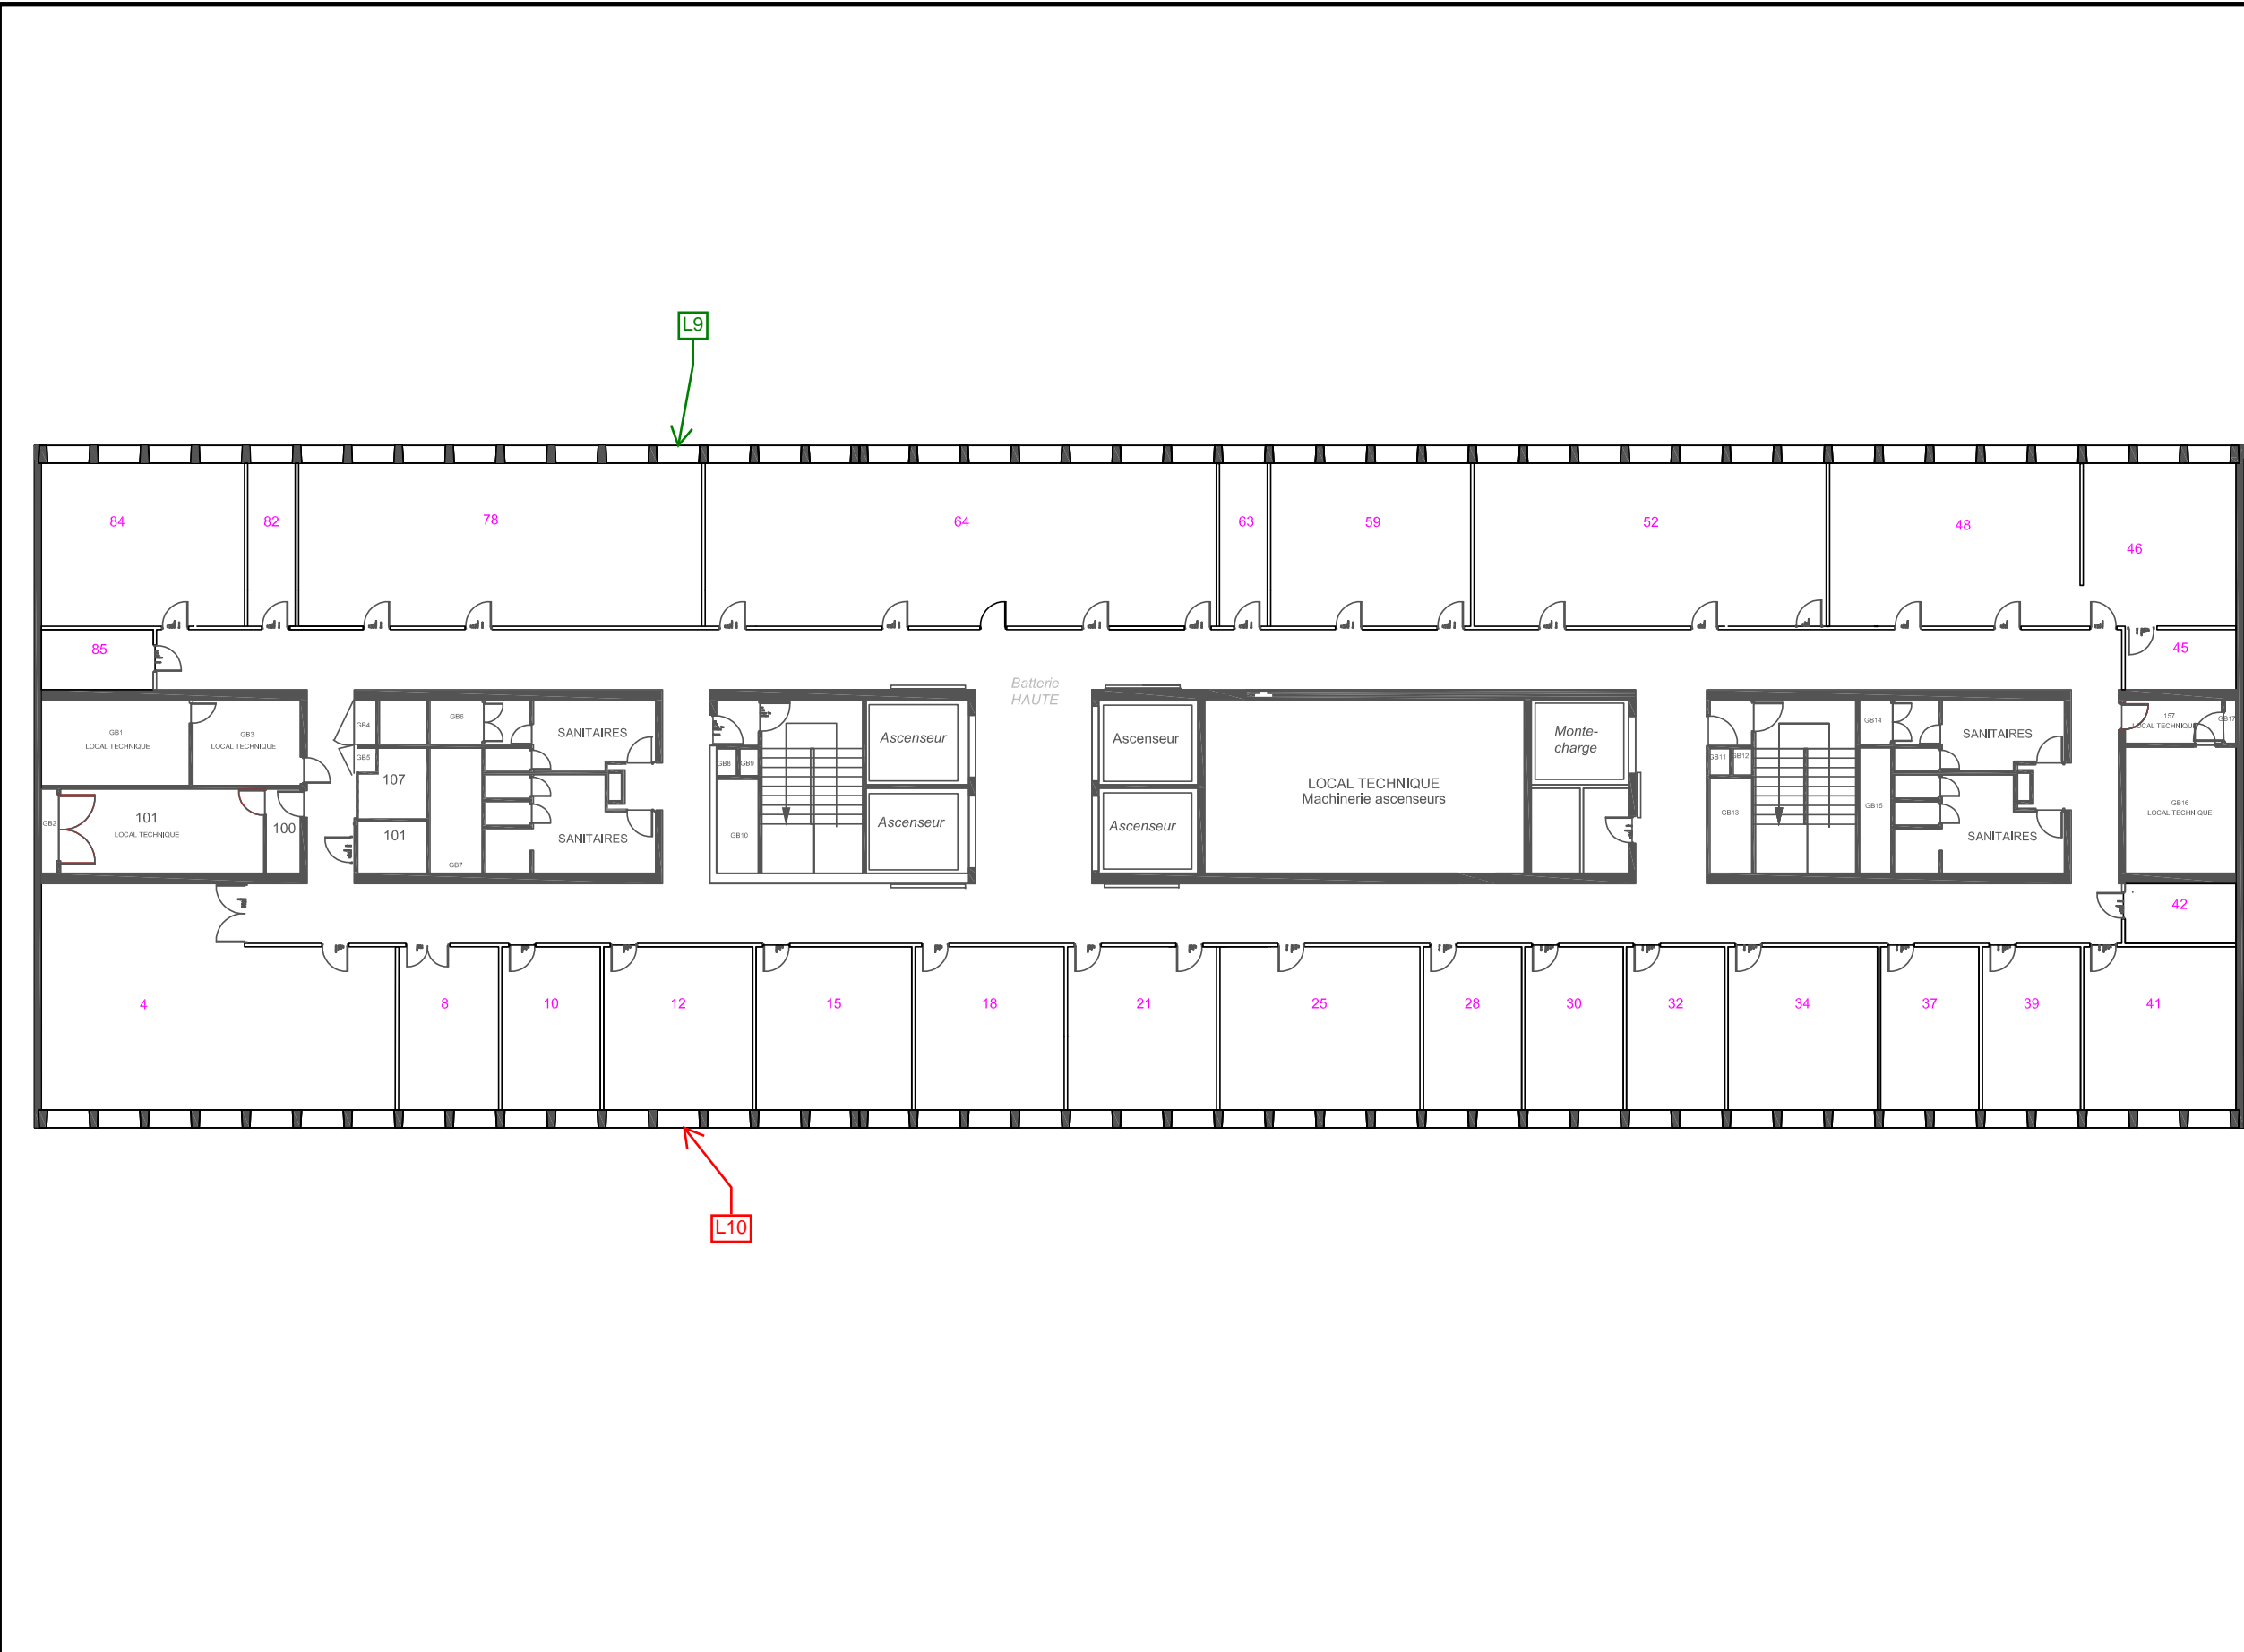 L9
84
82
78
64
63
59
52
48
46
85
45
Batterie
HAUTE
GB1
LOCAL TECHNIQUE
GB3
LOCAL TECHNIQUE
GB4
GB5
GB6
SANITAIRES
107
101
LOCAL TECHNIQUE
GB2
100
101
GB7
SANITAIRES
GB8
GB9
GB10
Ascenseur
Ascenseur
Ascenseur
Ascenseur
LOCAL TECHNIQUE
Machinerie ascenseurs
Monte-
charge
GB11
GB12
GB13
GB14
GB15
SANITAIRES
SANITAIRES
157
LOCAL TECHNIQUE
GB17
GB16
LOCAL TECHNIQUE
42
4
8
10
12
15
18
21
25
28
30
32
34
37
39
41
L10